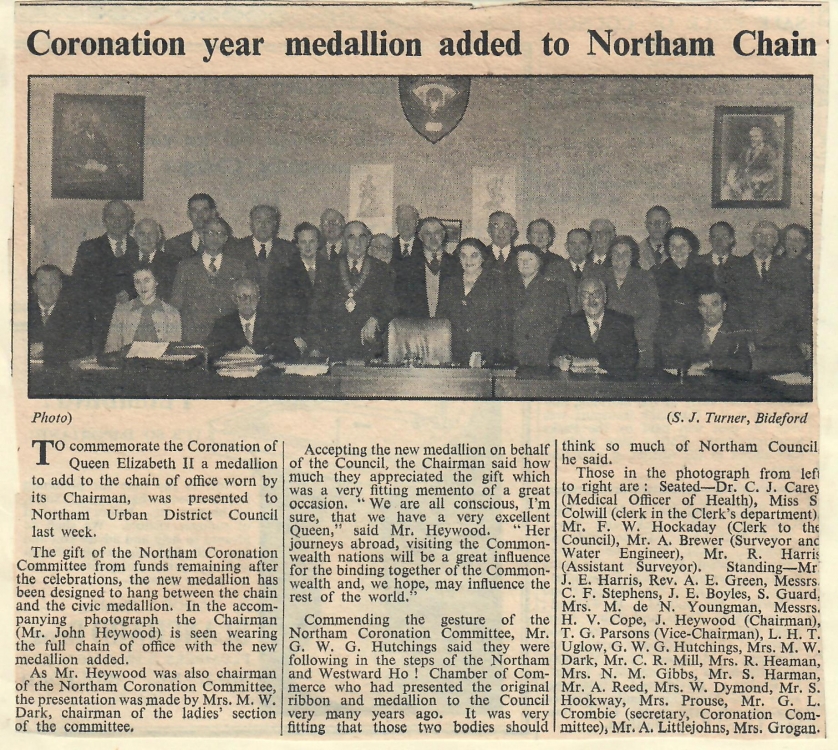 Coronation year medallion added to Northam Chain
Photo)
(S. J. Turner, Bideford
TO commemorate the Coronation of
Queen Elizabeth II a medallion
to add to the chain of office worn by
its Chairman, was presented to
Northam Urban District Council
last week.
The gift of the Northam Coronation
Committee from funds remaining after
the celebrations, the new medallion has
been designed to hang between the chain
and the civic medallion. In the accom-
panying photograph the Chairman
(Mr. John Heywood) is seen wearing
the full chain of office with the new
medallion added.
As Mr. Heywood was also chairman
of the Northam Coronation Committee,
the presentation was made by Mrs. M. W.
Dark, chairman of the ladies' section
of the committee.
Accepting the new medallion on behalf
of the Council, the Chairman said how
much they appreciated the gift which
was a very fitting memento of a great
occasion. " We are all conscious, I'm
sure, that we have a very excellent
Queen," said Mr. Heywood. " Her
journeys abroad, visiting the Common-
wealth nations will be a great influence
for the binding together of the Common-
wealth and, we hope, may influence the
rest of the world."
Commending the gesture of the
Northam Coronation Committee, Mr.
G. W. G. Hutchings said they were
following in the steps of the Northam
and Westward Ho ! Chamber of Com-
merce who had presented the original
ribbon and medallion to the Council
very many years ago. It was very
fitting that those two bodies should
think so much of Northam Council
he said.
Those in the photograph from left
to right are : Seated—Dr. C. J. Carey
(Medical Officer of Health), Miss S
Colwill (clerk in the Clerk's department)
Mr. F. W. Hockaday (Clerk to the
Council), Mr. A. Brewer (Surveyor and
Water Engineer), Mr. R. Harris
(Assistant Surveyor). Standing—Mr
J. E. Harris, Rev. A. E. Green, Messrs.
C. F. Stephens, J. E. Boyles, S. Guard,
Mrs. M. de N. Youngman, Messrs.
H. V. Cope, J. Heywood (Chairman),
T. G. Parsons (Vice-Chairman), L. H. T.
Uglow, G. W. G. Hutchings, Mrs. M. W.
Dark, Mr. C. R. Mill, Mrs. R. Heaman,
Mrs. N. M. Gibbs, Mr. S. Harman,
Mr. A. Reed, Mrs. W. Dymond, Mr. S.
Hookway, Mrs. Prouse, Mr. G. L.
Crombie (secretary, Coronation Com-
mittee), Mr. A. Littlejohns, Mrs. Grogan.